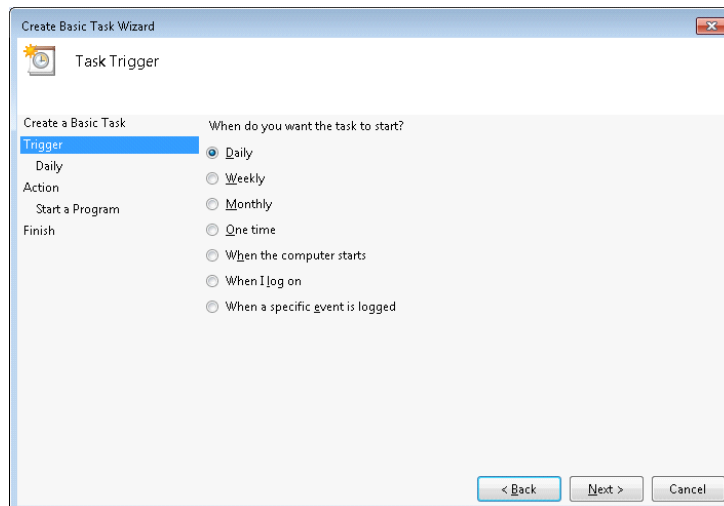 Create Basic Task Wizard
Task Trigger
Create a Basic Task
Trigger
Daily
Action
Start a Program
Finish
When do you want the task to start?
Daily
Weekly
Monthly
One time
When the computer starts
When I log on
When a specific event is logged
< Back
Next >
Cancel